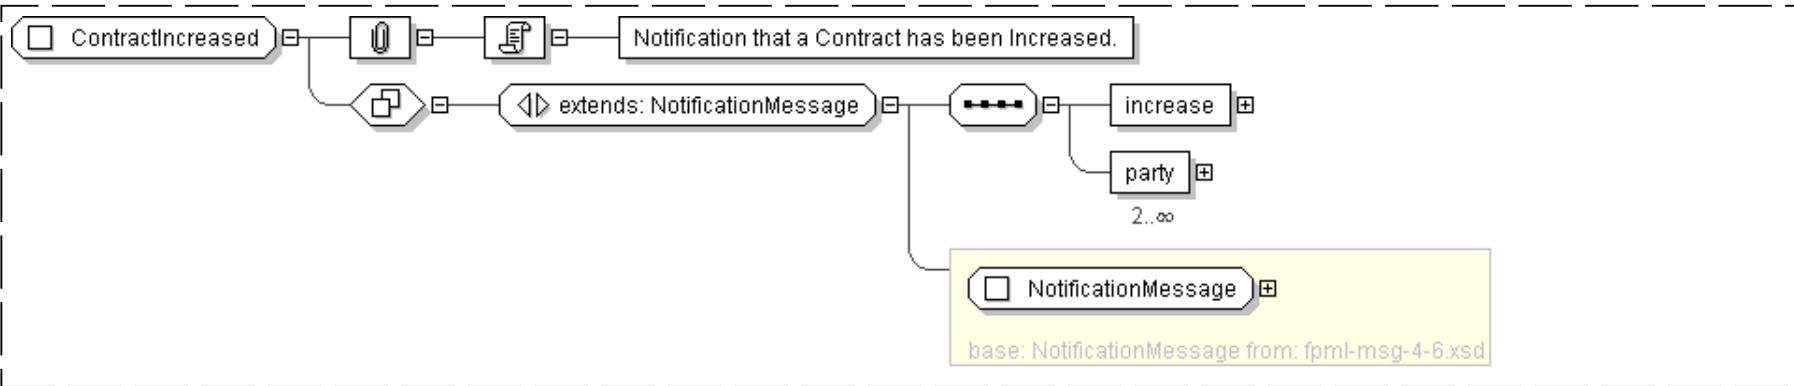 ContractIncreased
Notification that a Contract has been Increased.
extends: NotificationMessage
increase
party
2..∞
NotificationMessage
base: NotificationMessage from: fpml-msg-4-6.xsd